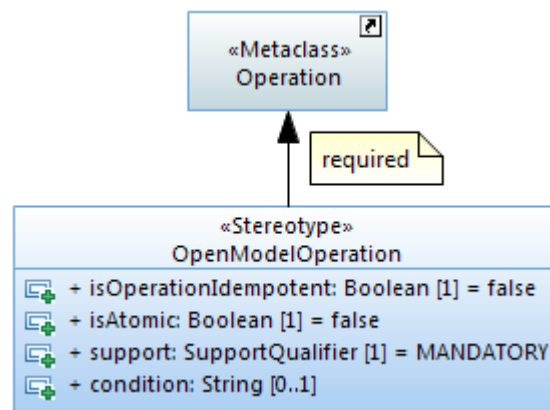 «Metaclass»
Operation
required
«Stereotype»
OpenModelOperation
+ isOperationIdempotent: Boolean [1] = false
+ isAtomic: Boolean [1] = false
+ support: SupportQualifier [1] = MANDATORY
+ condition: String [0..1]